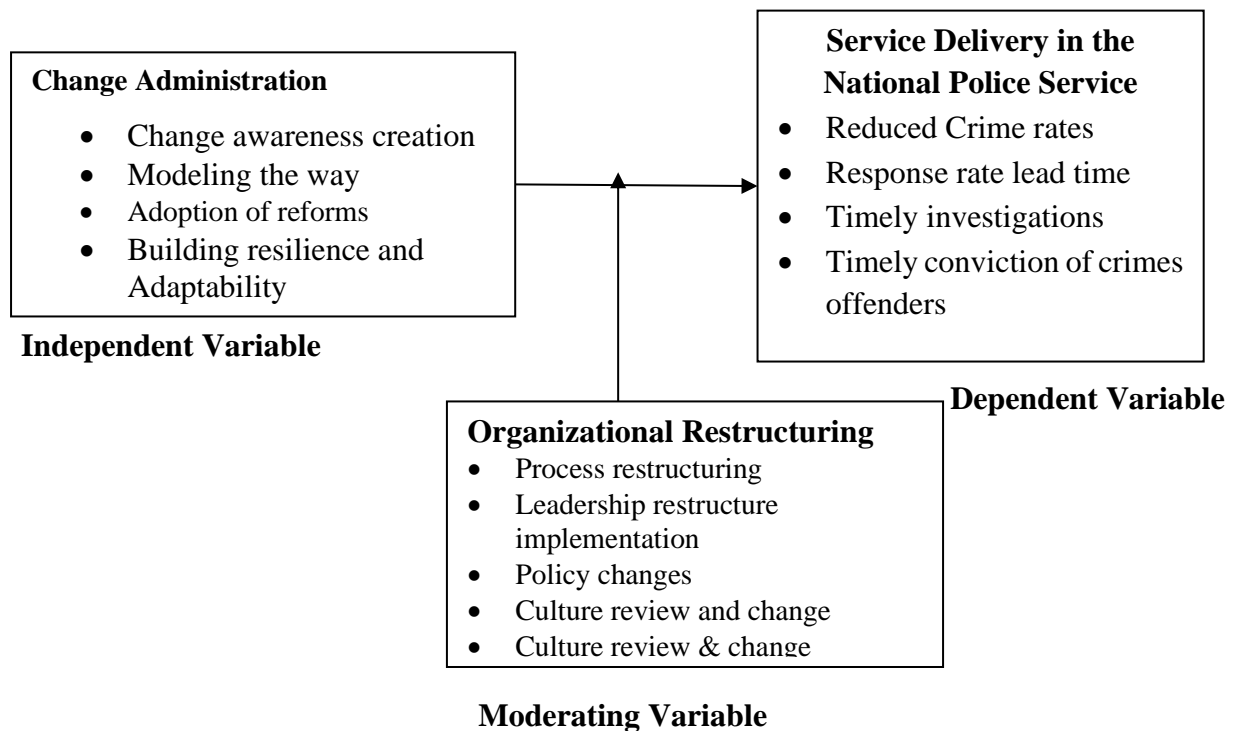 Change Administration
• Change awareness creation
• Modeling the way
• Adoption of reforms
• Building resilience and
Adaptability
Independent Variable
Service Delivery in the
National Police Service
• Reduced Crime rates
• Response rate lead time
• Timely investigations
• Timely conviction of crimes
offenders
Dependent Variable
Organizational Restructuring
• Process restructuring
• Leadership restructure
implementation
• Policy changes
• Culture review and change
• Culture review & change
Moderating Variable